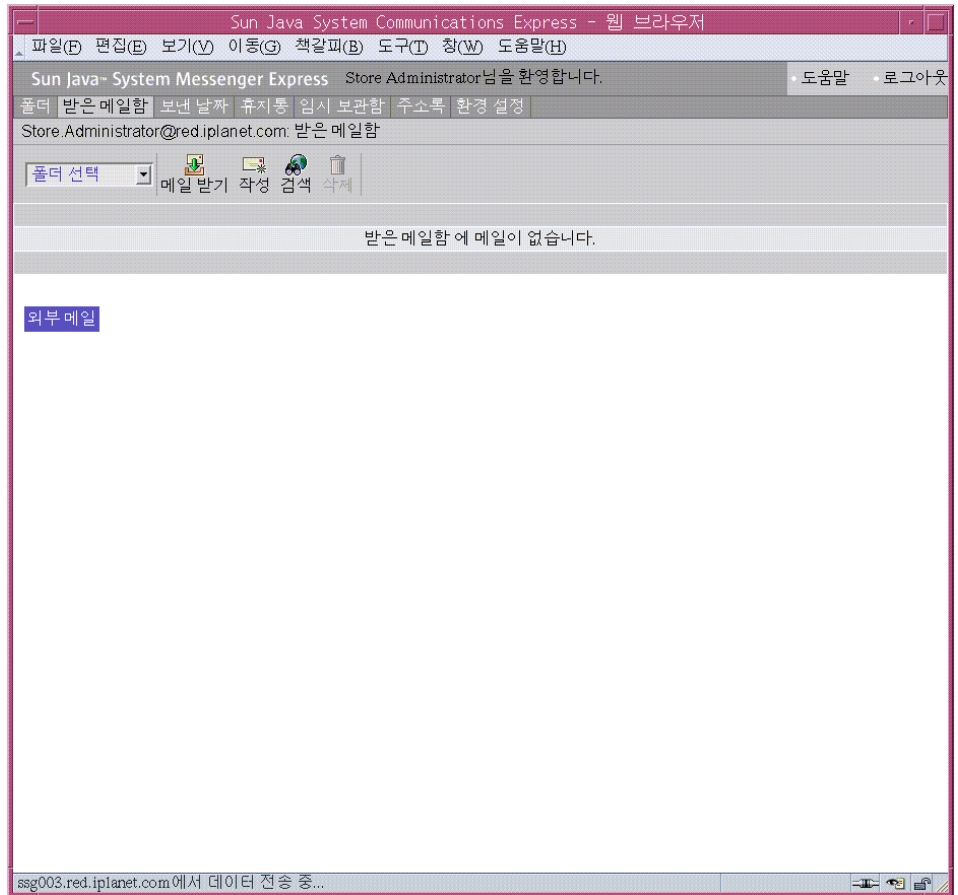 Sun Java System Communications Express - 웹 브라우저
파일(F) 편집(E) 보기(V) 이동(G) 책갈피(B) 도구(T) 창(W) 도움말(H)
Sun Java™ System Messenger Express Store Administrator님을 환영합니다. 도움말 로그아웃
폴더 받은 메일함 보낸 날짜 휴지통 임시 보관함 주소록 환경 설정
Store.Administrator@red.iplanet.com: 받은 메일함
폴더 선택 메일 받기 작성 검색 삭제
받은 메일함 에 메일이 없습니다.
외부 메일
ssg003.red.iplanet.com에서 데이터 전송 중...